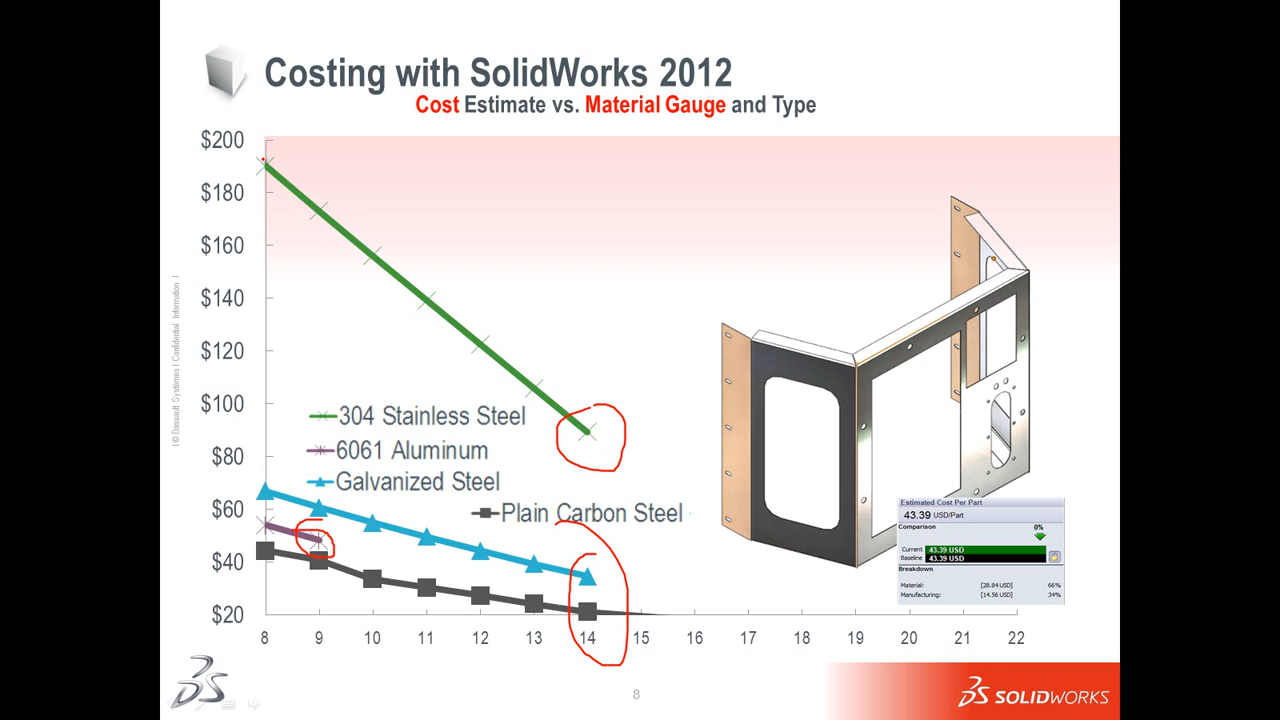 Costing with SolidWorks 2012
Cost Estimate vs. Material Gauge and Type
$200
$180
$160
$140
$120
$100
$80
$60
$40
$20
304 Stainless Steel
6061 Aluminum
Galvanized Steel
Plain Carbon Steel
8 9 10 11 12 13 14 15 16 17 18 19 20 21 22
Estimated Cost Per Part
43.39 USD/Part
Comparison 0%
Current 43.39 USD
Baseline 43.39 USD
Breakdown
Material: [28.84 USD] 66%
Manufacturing: [14.56 USD] 34%
| © Dassault Systèmes | Confidential Information |
8
SOLIDWORKS